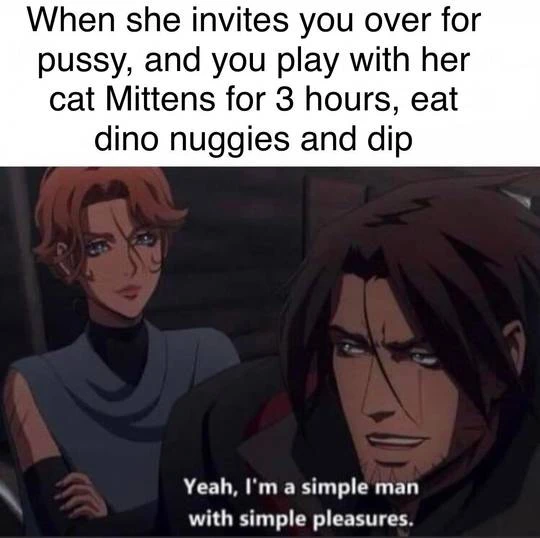 When she invites you over for
pussy, and you play with her
cat Mittens for 3 hours, eat
dino nuggies and dip
Yeah, I'm a simple man
with simple pleasures.